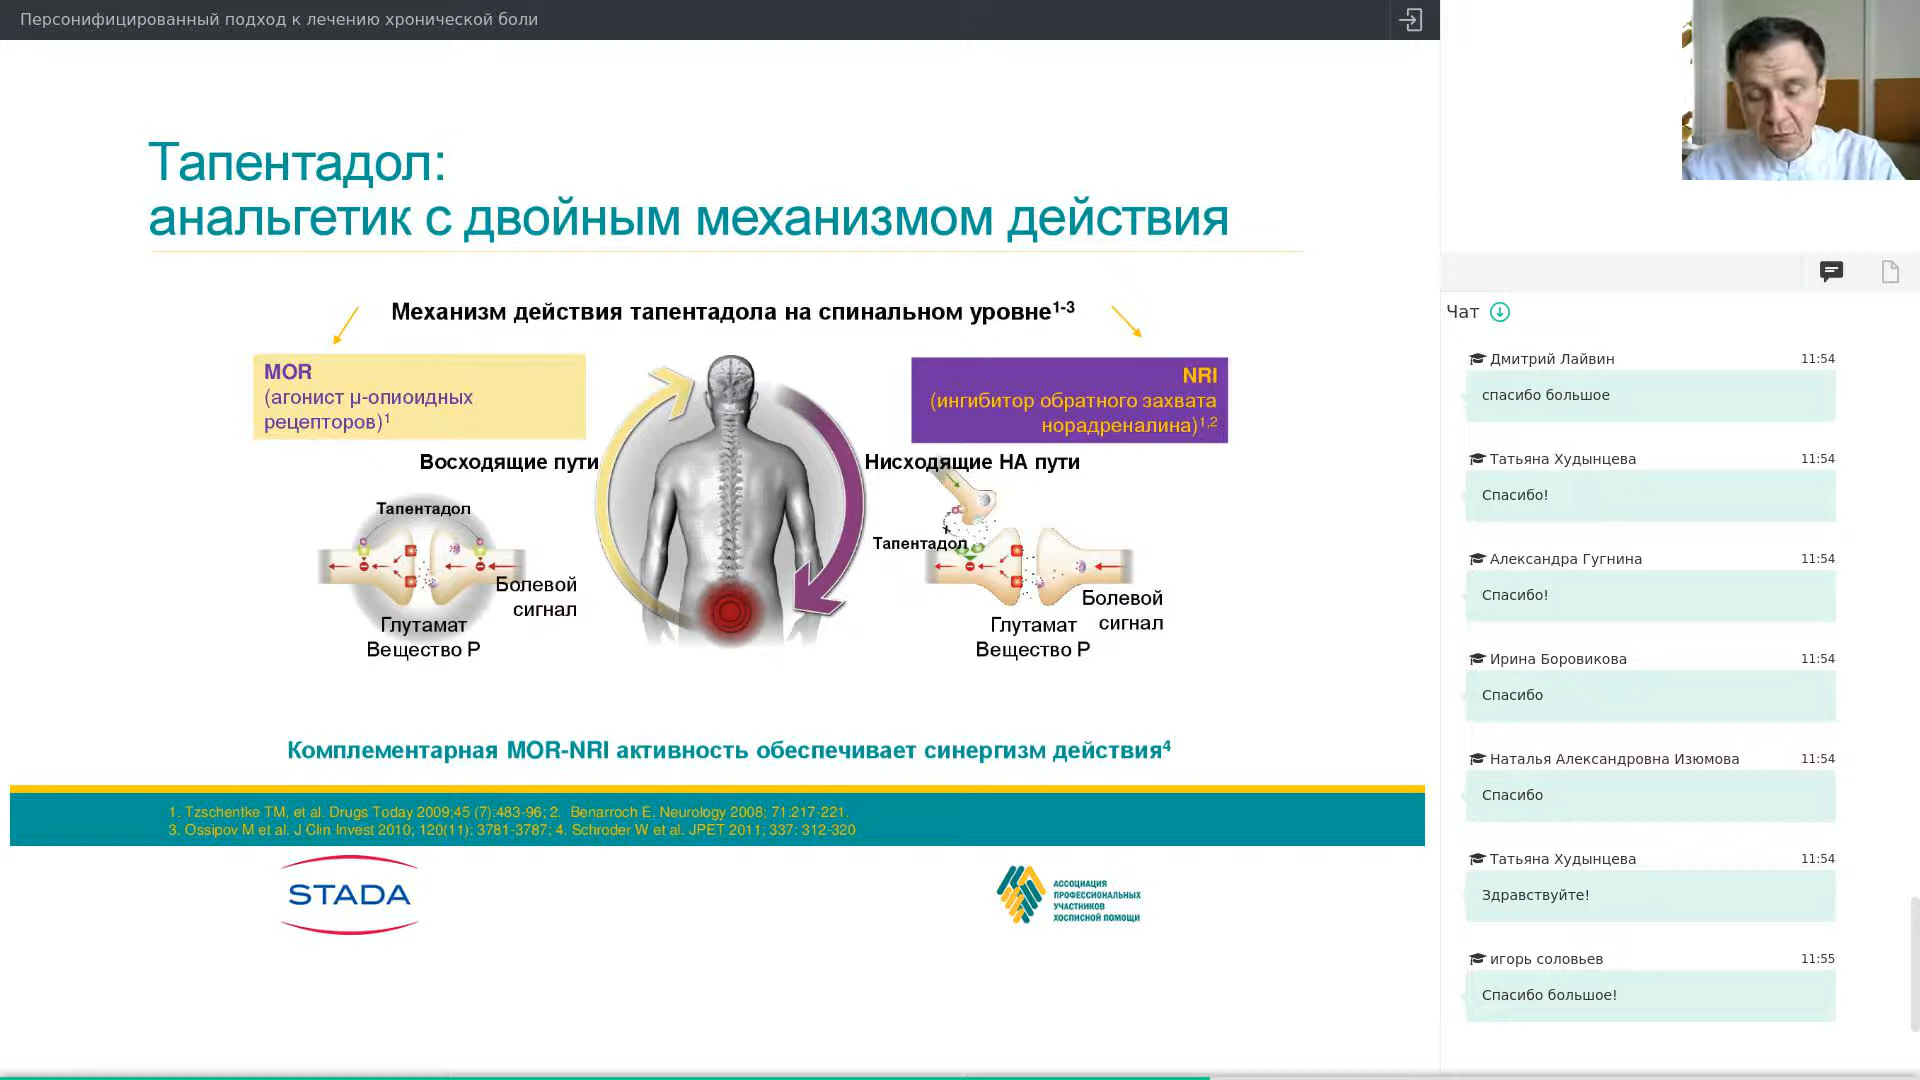 Персонифицированный подход к лечению хронической боли
Тапентадол:
анальгетик с двойным механизмом действия
Механизм действия тапентадола на спинальном уровне1-3
MOR
(агонист μ-опиоидных
рецепторов)1
NRI
(ингибитор обратного захвата
норадреналина)1,2
Восходящие пути
Нисходящие НА пути
Тапентадол
Болевой
сигнал
Глутамат
Вещество Р
Тапентадол
Болевой
сигнал
Глутамат
Вещество Р
Комплементарная MOR-NRI активность обеспечивает синергизм действия4
1. Tzschentke TM, et al. Drugs Today 2009;45 (7):483-96; 2. Benarroch E. Neurology 2008; 71:217-221.
3. Ossipov M et al. J Clin Invest 2010; 120(11): 3781-3787; 4. Schroder W et al. JPET 2011; 337: 312-320
STADA
АССОЦИАЦИЯ
ПРОФЕССИОНАЛЬНЫХ
УЧАСТНИКОВ
ХОСПИСНОЙ ПОМОЩИ
Чат
Дмитрий Лайвин 11:54
спасибо большое
Татьяна Худынцева 11:54
Спасибо!
Александра Гугнина 11:54
Спасибо!
Ирина Боровикова 11:54
Спасибо
Наталья Александровна Изюмова 11:54
Спасибо
Татьяна Худынцева 11:54
Здравствуйте!
игорь соловьев 11:55
Спасибо большое!